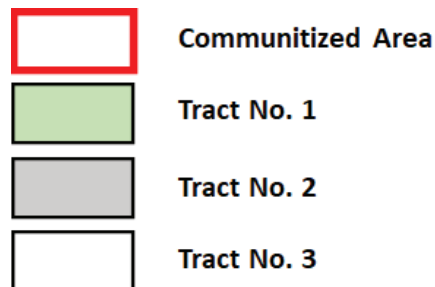 Communitized Area
Tract No. 1
Tract No. 2
Tract No. 3